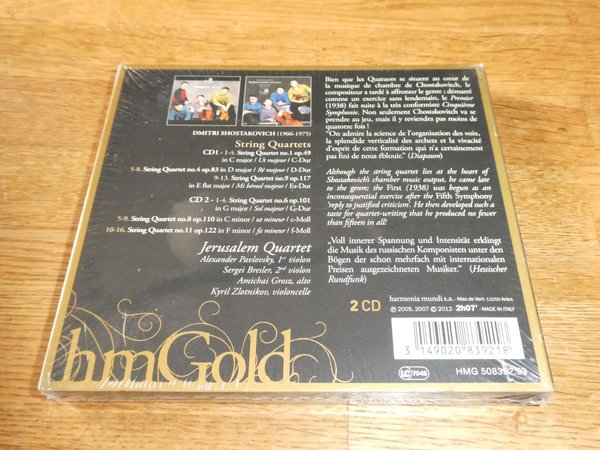 DMITRI SHOSTAKOVICH (1906-1975)
String Quartets
CD1 - 1-4. String Quartet no.1 op.49
in C major / Ut majeur / C-Dur
5-8. String Quartet no.4 op.83 in D major / Ré majeur / D-Dur
9-13. String Quartet no.9 op.117
in E flat major / Mi bémol majeur / Es-Dur
CD 2 - 1-4. String Quartet no.6 op.101
in G major / Sol majeur / G-Dur
5-9. String Quartet no.8 op.110 in C minor / ut mineur / c-Moll
10-16. String Quartet no.11 op.122 in F minor / fa mineur / f-Moll
Jerusalem Quartet
Alexander Pavlovsky, 1er violon
Sergei Bresler, 2nd violon
Amichai Grosz, alto
Kyril Zlotnikov, violoncelle
Bien que les Quatuors se situent au cœur de
la musique de chambre de Chostakovitch, le
compositeur a tardé à affronter le genre : démarré
comme un exercice sans lendemain, le Premier
(1938) fait suite à la très conformiste Cinquième
Symphonie. Non seulement Chostakovitch va se
prendre au jeu, mais il y reviendra pas moins de
quatorze fois !
"On admire la science de l'organisation des voix,
la splendide verticalité des archets et la vivacité
d'esprit de cette formation qui n'a certainement
pas fini de nous éblouir." (Diapason)
Although the string quartet lies at the heart of
Shostakovich's chamber music output, he came late
to the genre; the First (1938) was begun as an
inconsequential exercise after the Fifth Symphony
'reply to justified criticism'. He then developed such a
taste for quartet-writing that he produced no fewer
than fifteen in all!
„Voll innerer Spannung und Intensität erklingt
die Musik des russischen Komponisten unter den
Bögen der schon mehrfach mit internationalen
Preisen ausgezeichneten Musiker." (Hessischer
Rundfunk)
2 CD
harmonia mundi s.a. - Mas de Vert - 13200 Arles
℗ 2005, 2007 © 2012 - 2h07' - MADE IN ITALY
3 149020 839218
LC 7045
HMG 508392.93
hmGold